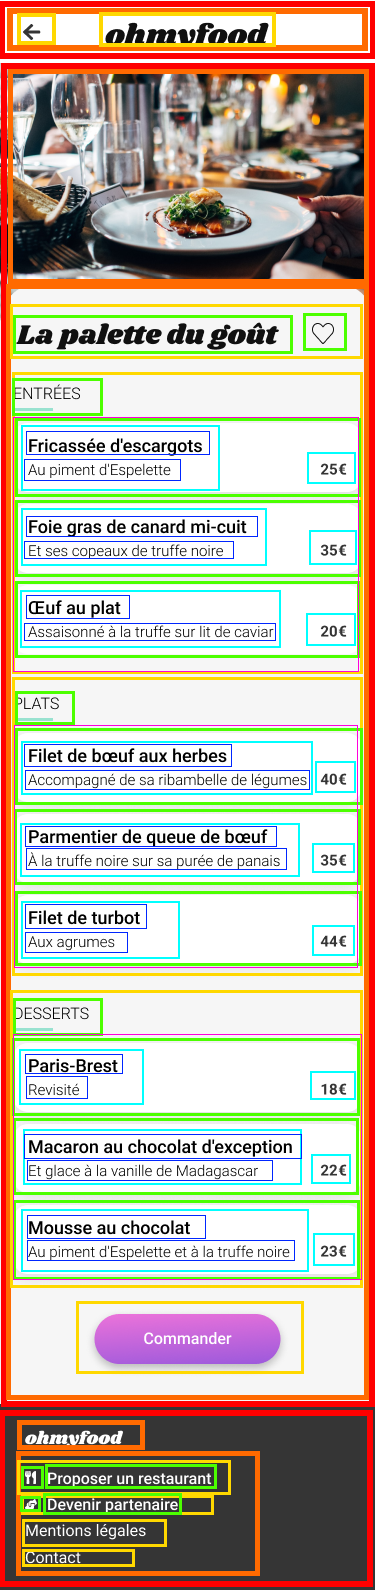 ohmyfood
La palette du goût
ENTRÉES
Fricassée d'escargots
Au piment d'Espelette
25€
Foie gras de canard mi-cuit
Et ses copeaux de truffe noire
35€
Œuf au plat
Assaisonné à la truffe sur lit de caviar
20€
PLATS
Filet de bœuf aux herbes
Accompagné de sa ribambelle de légumes
40€
Parmentier de queue de bœuf
À la truffe noire sur sa purée de panais
35€
Filet de turbot
Aux agrumes
44€
DESSERTS
Paris-Brest
Revisité
18€
Macaron au chocolat d'exception
Et glace à la vanille de Madagascar
22€
Mousse au chocolat
Au piment d'Espelette et à la truffe noire
23€
Commander
ohmyfood
Proposer un restaurant
Devenir partenaire
Mentions légales
Contact